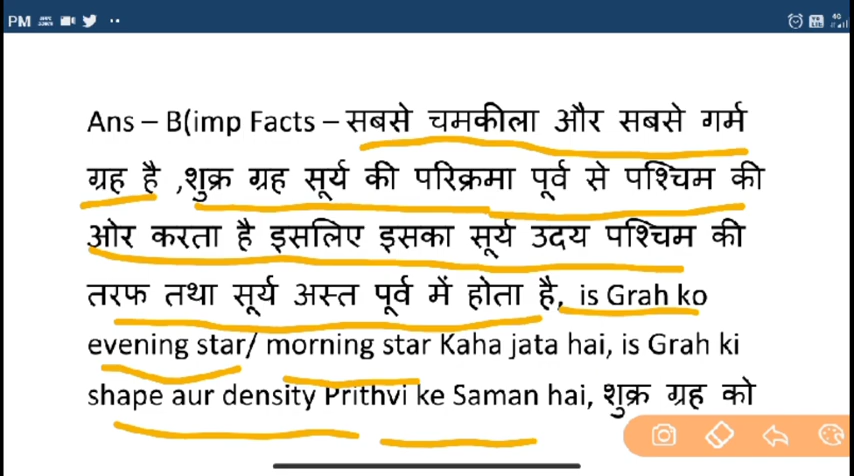 PM
4G
Ans – B(imp Facts – सबसे चमकीला और सबसे गर्म
ग्रह है ,शुक्र ग्रह सूर्य की परिक्रमा पूर्व से पश्चिम की
ओर करता है इसलिए इसका सूर्य उदय पश्चिम की
तरफ तथा सूर्य अस्त पूर्व में होता है, is Grah ko
evening star/ morning star Kaha jata hai, is Grah ki
shape aur density Prithvi ke Saman hai, शुक्र ग्रह को